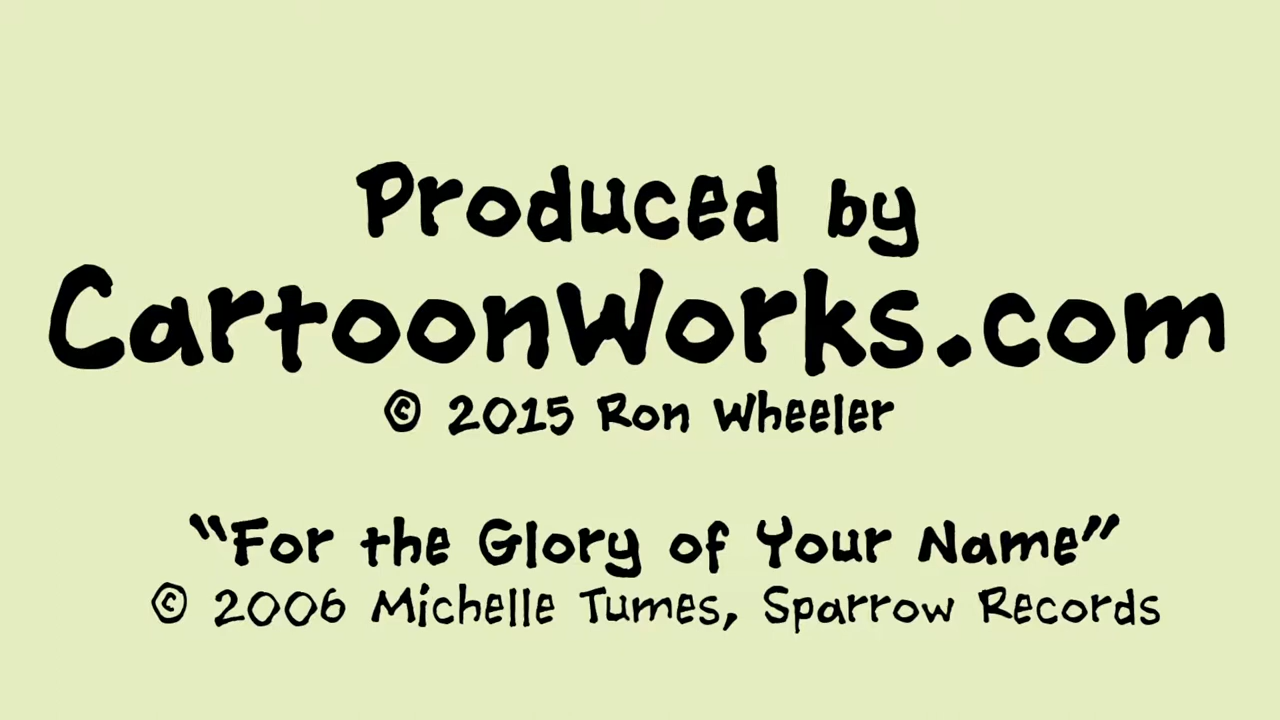 Produced by
CartoonWorks.com
© 2015 Ron Wheeler
“For the Glory of Your Name”
© 2006 Michelle Tumes, Sparrow Records